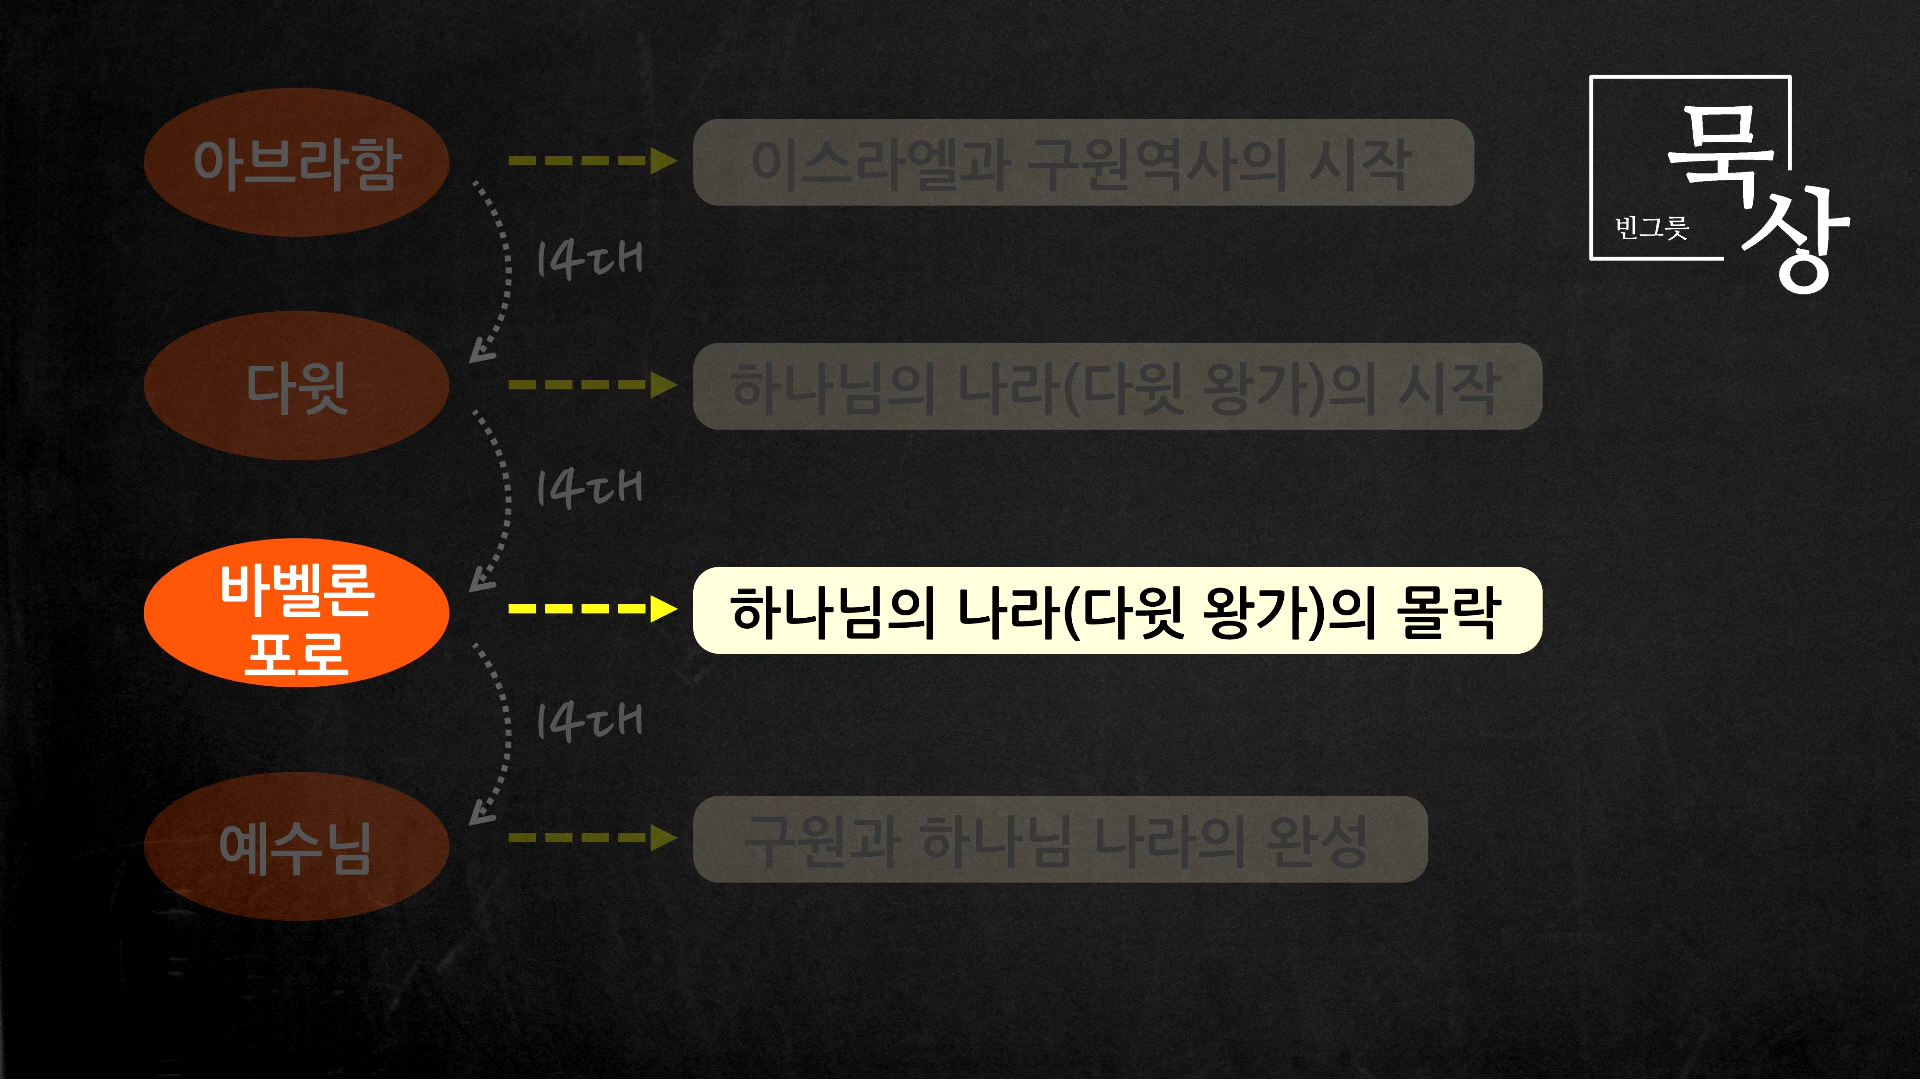 아브라함
이스라엘과 구원역사의 시작
14대
다윗
하나님의 나라(다윗 왕가)의 시작
14대
바벨론
포로
하나님의 나라(다윗 왕가)의 몰락
14대
예수님
구원과 하나님 나라의 완성
묵상
빈그릇